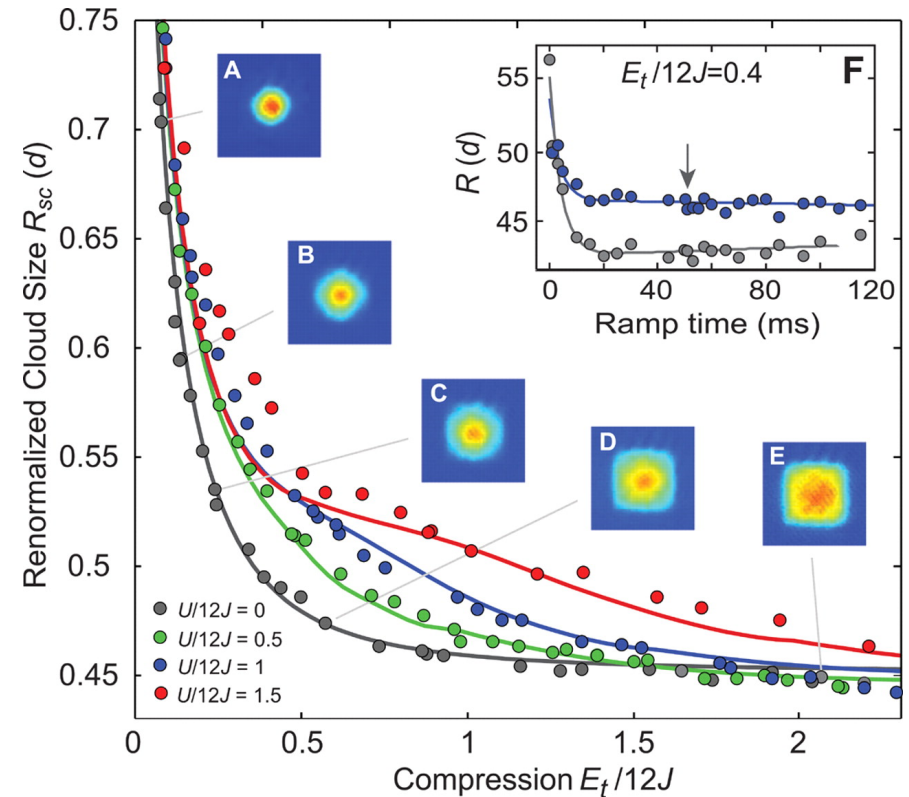 0.75
0.7
0.65
0.6
0.55
0.5
0.45
Renormalized Cloud Size R_sc (d)
A
B
C
D
E
F
E_t/12J=0.4
55
50
45
R (d)
0 40 80 120
Ramp time (ms)
U/12J = 0
U/12J = 0.5
U/12J = 1
U/12J = 1.5
0 0.5 1 1.5 2
Compression E_t/12J